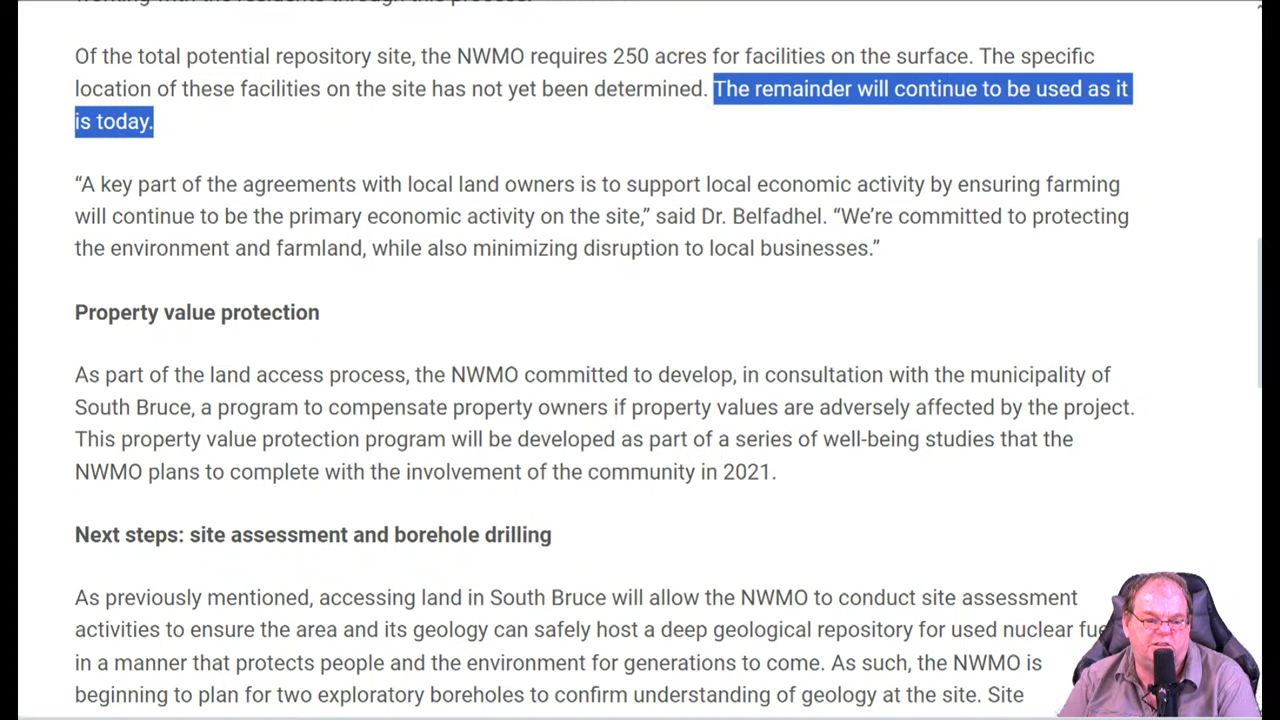 working with the residents through this process.
Of the total potential repository site, the NWMO requires 250 acres for facilities on the surface. The specific
location of these facilities on the site has not yet been determined. The remainder will continue to be used as it
is today.
“A key part of the agreements with local land owners is to support local economic activity by ensuring farming
will continue to be the primary economic activity on the site,” said Dr. Belfadhel. “We’re committed to protecting
the environment and farmland, while also minimizing disruption to local businesses.”
Property value protection
As part of the land access process, the NWMO committed to develop, in consultation with the municipality of
South Bruce, a program to compensate property owners if property values are adversely affected by the project.
This property value protection program will be developed as part of a series of well-being studies that the
NWMO plans to complete with the involvement of the community in 2021.
Next steps: site assessment and borehole drilling
As previously mentioned, accessing land in South Bruce will allow the NWMO to conduct site assessment
activities to ensure the area and its geology can safely host a deep geological repository for used nuclear fue
in a manner that protects people and the environment for generations to come. As such, the NWMO is
beginning to plan for two exploratory boreholes to confirm understanding of geology at the site. Site